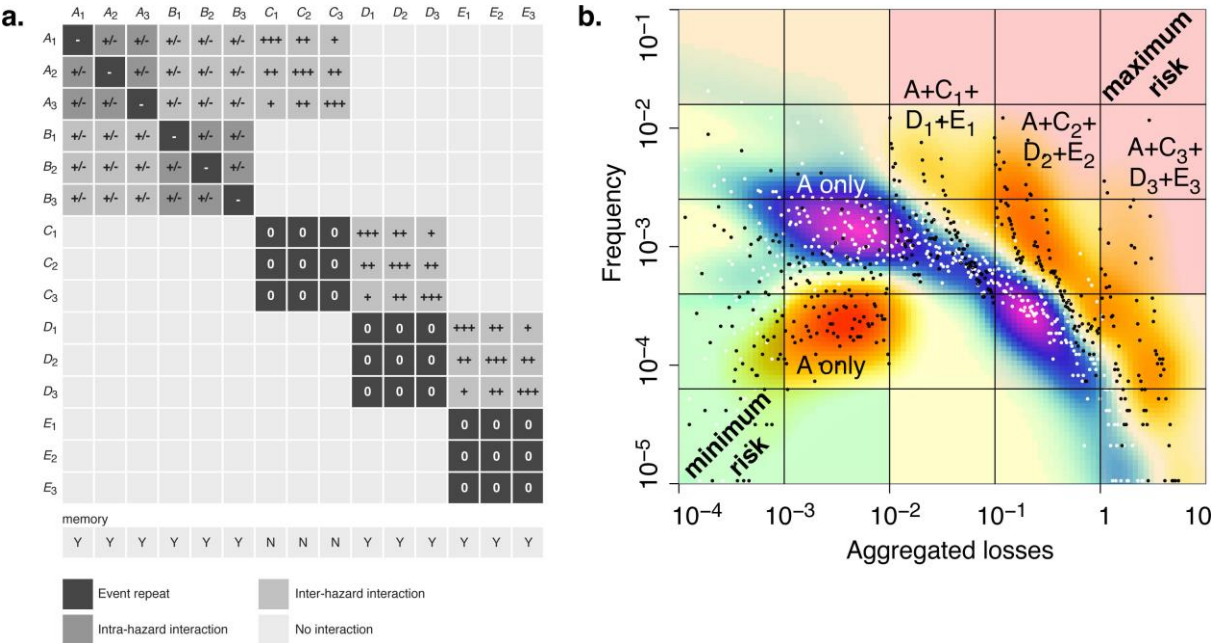 a.
A1 A2 A3 B1 B2 B3 C1 C2 C3 D1 D2 D3 E1 E2 E3
A1 - +/- +/- +/- +/- +/- +++ ++ +
A2 +/- - +/- +/- +/- +/- ++ +++ ++
A3 +/- +/- - +/- +/- +/- + ++ +++
B1 +/- +/- +/- - +/- +/-
B2 +/- +/- +/- +/- - +/-
B3 +/- +/- +/- +/- +/- -
C1 0 0 0 +++ ++ +
C2 0 0 0 ++ +++ ++
C3 0 0 0 + ++ +++
D1 0 0 0 +++ ++ +
D2 0 0 0 ++ +++ ++
D3 0 0 0 + ++ +++
E1 0 0 0
E2 0 0 0
E3 0 0 0
memory
Y Y Y Y Y Y N N N Y Y Y Y Y Y
Event repeat
Inter-hazard interaction
Intra-hazard interaction
No interaction
b.
Frequency
10−1
10−2
10−3
10−4
10−5
maximum
risk
A+C1+
D1+E1
A+C2+
D2+E2
A+C3+
D3+E3
A only
A only
minimum
risk
10−4 10−3 10−2 10−1 1 10
Aggregated losses